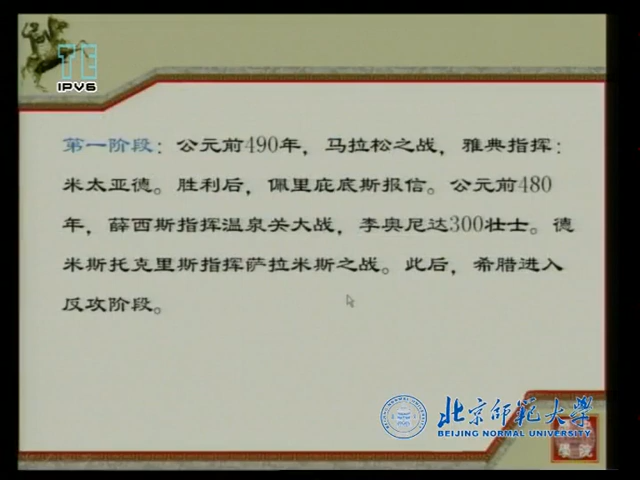 TE
IPV6
第一阶段：公元前490年，马拉松之战，雅典指挥：
米太亚德。胜利后，佩里庇底斯报信。公元前480
年，薛西斯指挥温泉关大战，李奥尼达300壮士。德
米斯托克里斯指挥萨拉米斯之战。此后，希腊进入
反攻阶段。
北京师范大学
BEIJING NORMAL UNIVERSITY
學院